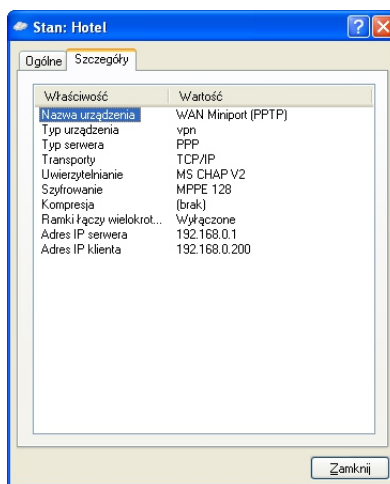 Stan: Hotel
Ogólne Szczegóły
Właściwość Wartość
Nazwa urządzenia WAN Miniport (PPTP)
Typ urządzenia vpn
Typ serwera PPP
Transporty TCP/IP
Uwierzytelnianie MS CHAP V2
Szyfrowanie MPPE 128
Kompresja (brak)
Ramki łączy wielokrot... Wyłączone
Adres IP serwera 192.168.0.1
Adres IP klienta 192.168.0.200
Zamknij